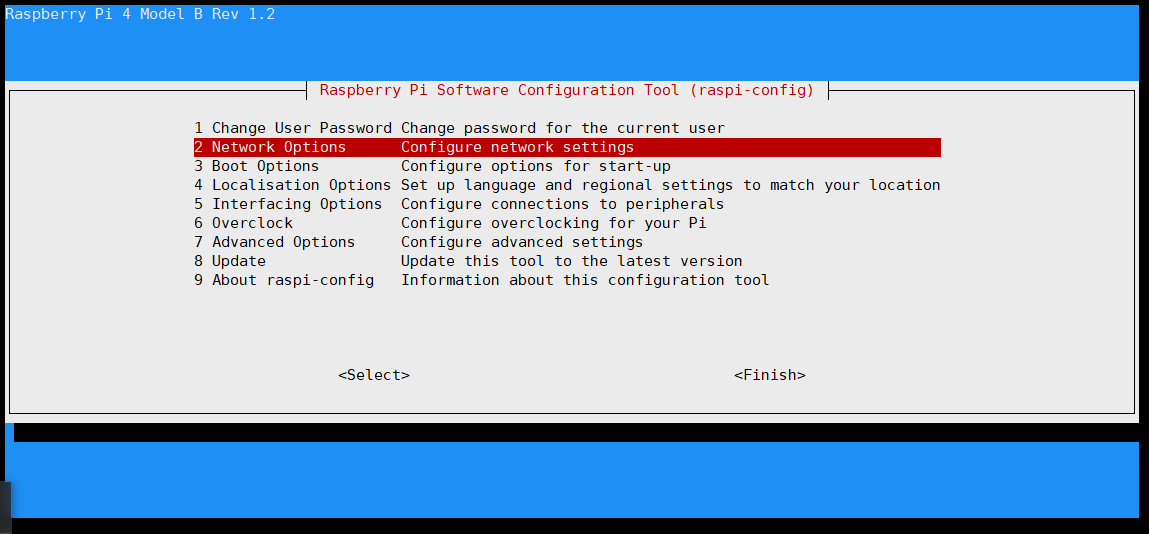 Raspberry Pi 4 Model B Rev 1.2
Raspberry Pi Software Configuration Tool (raspi-config)
1 Change User Password Change password for the current user
2 Network Options Configure network settings
3 Boot Options Configure options for start-up
4 Localisation Options Set up language and regional settings to match your location
5 Interfacing Options Configure connections to peripherals
6 Overclock Configure overclocking for your Pi
7 Advanced Options Configure advanced settings
8 Update Update this tool to the latest version
9 About raspi-config Information about this configuration tool
<Select> <Finish>